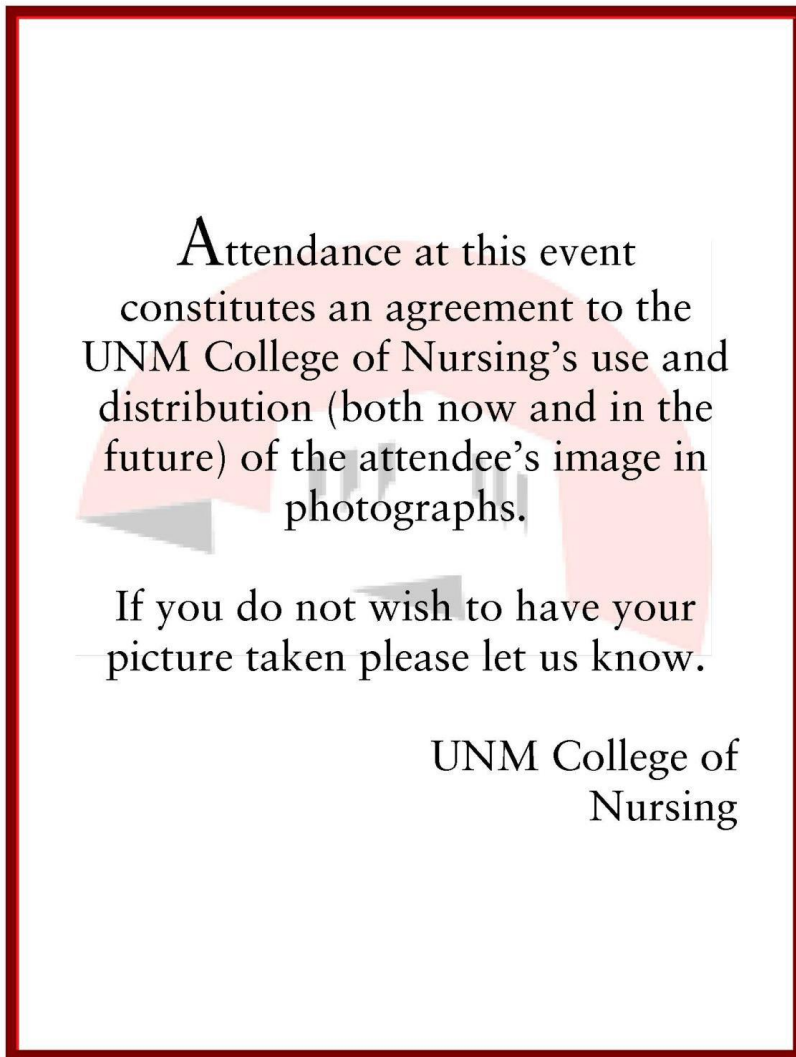 Attendance at this event
constitutes an agreement to the
UNM College of Nursing’s use and
distribution (both now and in the
future) of the attendee’s image in
photographs.
If you do not wish to have your
picture taken please let us know.
UNM College of
Nursing